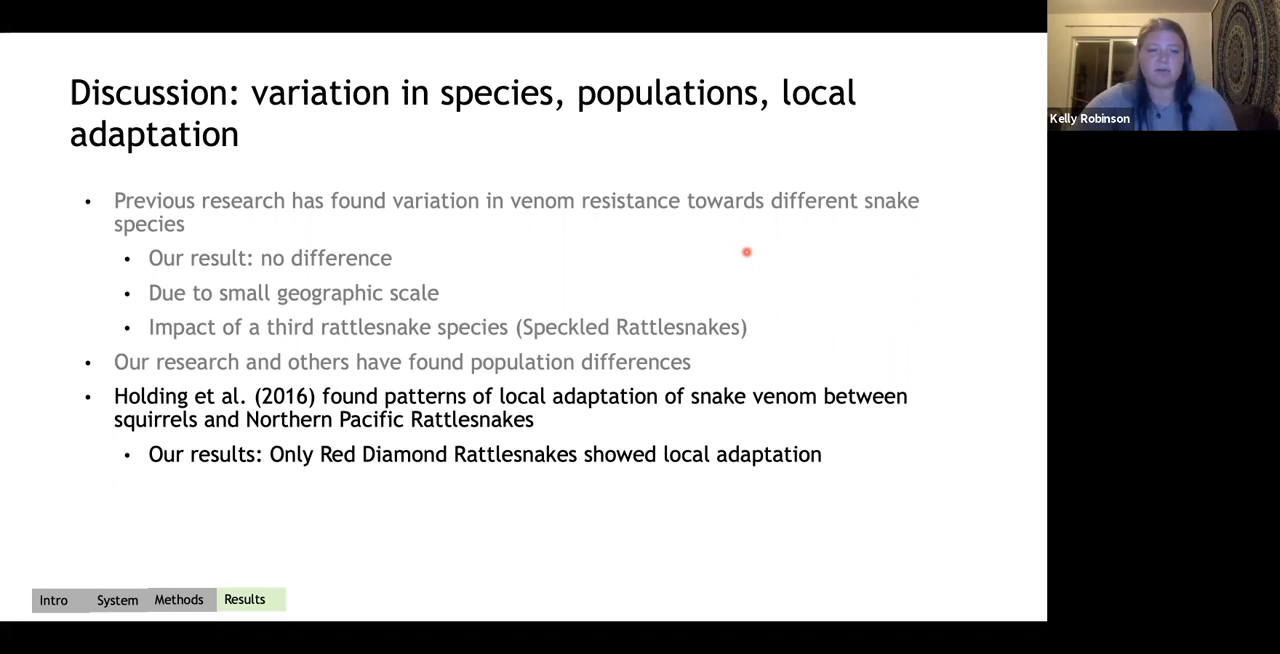 Discussion: variation in species, populations, local
adaptation
Kelly Robinson
• Previous research has found variation in venom resistance towards different snake
species
• Our result: no difference
• Due to small geographic scale
• Impact of a third rattlesnake species (Speckled Rattlesnakes)
• Our research and others have found population differences
• Holding et al. (2016) found patterns of local adaptation of snake venom between
squirrels and Northern Pacific Rattlesnakes
• Our results: Only Red Diamond Rattlesnakes showed local adaptation
Intro System Methods Results